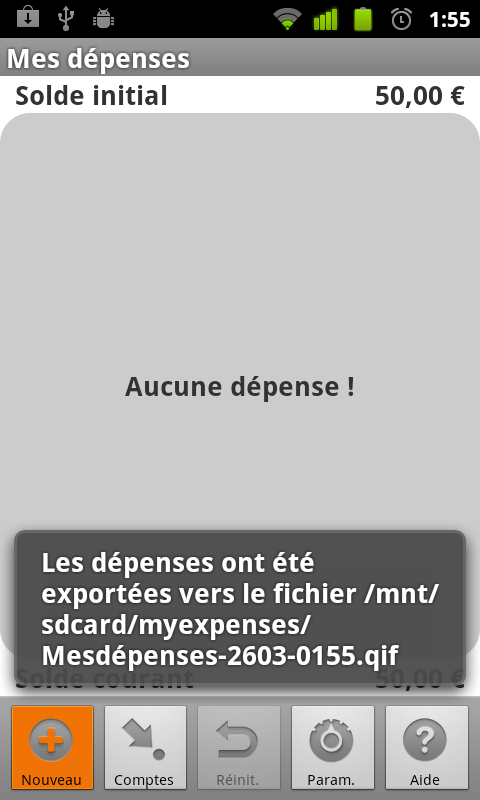 1:55
Mes dépenses
Solde initial 50,00 €
Aucune dépense !
Les dépenses ont été
exportées vers le fichier /mnt/
sdcard/myexpenses/
Mesdépenses-2603-0155.qif
Solde courant 50,00 €
Nouveau Comptes Réinit. Param. Aide